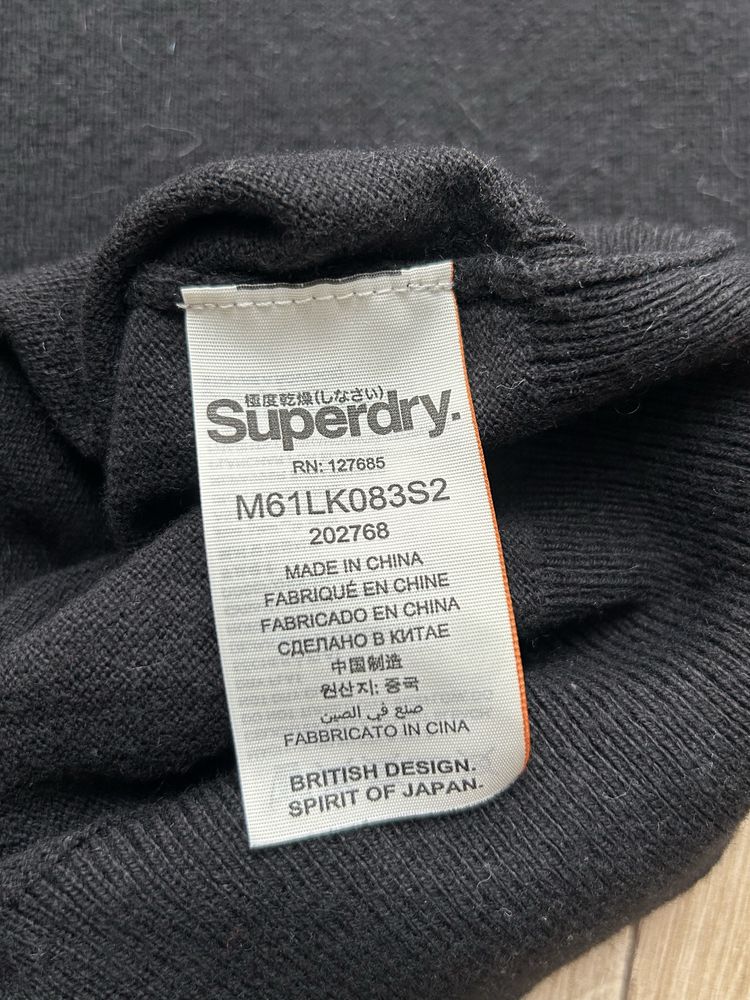 極度乾燥(しなさい)
Superdry.
RN: 127685
M61LK083S2
202768
MADE IN CHINA
FABRIQUÉ EN CHINE
FABRICADO EN CHINA
СДЕЛАНО В КИТАЕ
中国制造
원산지: 중국
صنع في الصين
FABBRICATO IN CINA
BRITISH DESIGN.
SPIRIT OF JAPAN.